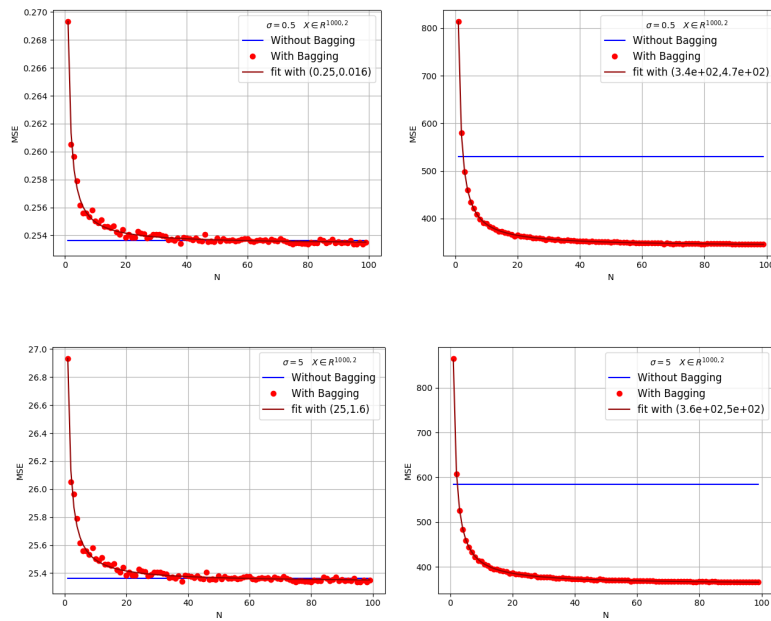 σ = 0.5 X ∈ R^{1000, 2}
Without Bagging
With Bagging
fit with (0.25,0.016)
0.270
0.268
0.266
0.264
0.262
0.260
0.258
0.256
0.254
MSE
0 20 40 60 80 100
N
σ = 0.5 X ∈ R^{1000, 2}
Without Bagging
With Bagging
fit with (3.4e+02,4.7e+02)
800
700
600
500
400
MSE
0 20 40 60 80 100
N
σ = 5 X ∈ R^{1000, 2}
Without Bagging
With Bagging
fit with (25,1.6)
27.0
26.8
26.6
26.4
26.2
26.0
25.8
25.6
25.4
MSE
0 20 40 60 80 100
N
σ = 5 X ∈ R^{1000, 2}
Without Bagging
With Bagging
fit with (3.6e+02,5e+02)
800
700
600
500
400
MSE
0 20 40 60 80 100
N